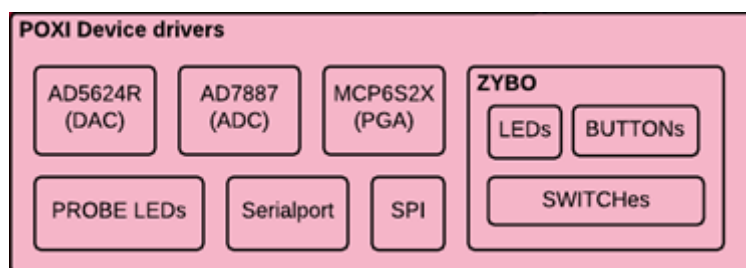 POXI Device drivers
AD5624R
(DAC)
AD7887
(ADC)
MCP6S2X
(PGA)
ZYBO
LEDs
BUTTONs
SWITCHes
PROBE LEDs
Serialport
SPI